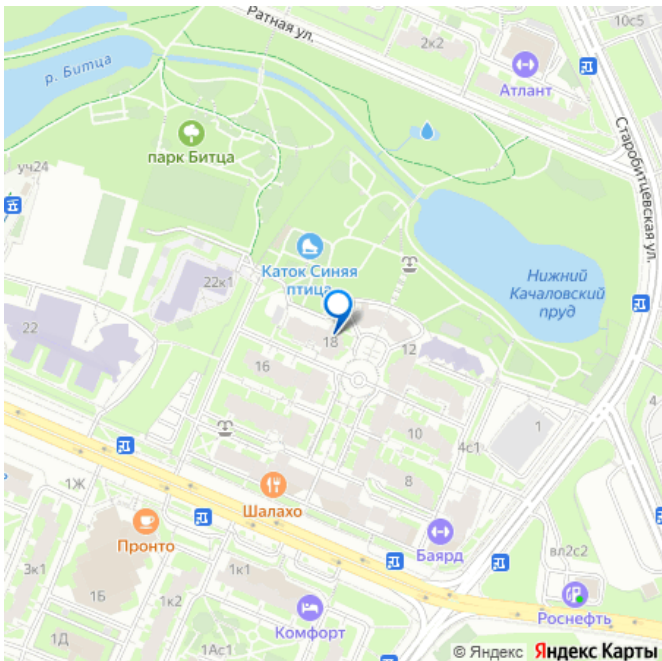 Ратная ул.
10с5
2к2
Атлант
р. Битца
Старобитцевская ул.
парк Битца
уч24
Каток Синяя
птица
22к1
Нижний
Качаловский
пруд
22
18
12
16
1
10
4с1
8
1Ж
Шалахо
Пронто
Баярд
вл2с2
3к1
1Б
1к2
1к1
Комфорт
Роснефть
1Д
1Ас1
© Яндекс Яндекс Карты